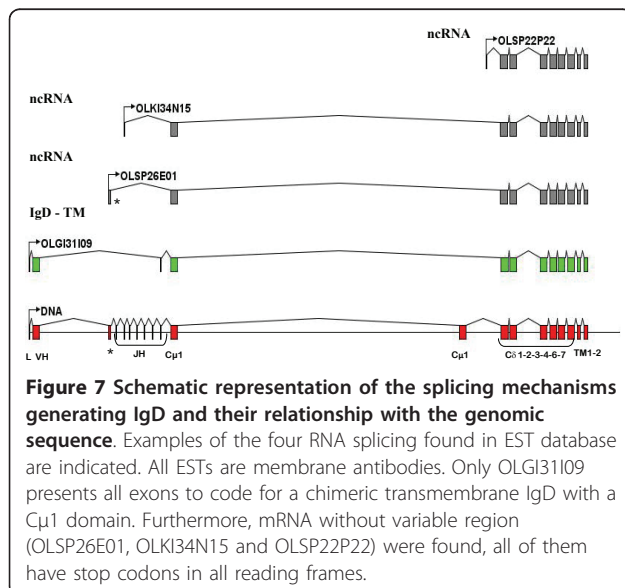 ncRNA
OLSP22P22
ncRNA
OLKI34N15
ncRNA
OLSP26E01
*
IgD - TM
OLGI31I09
DNA
L VH * JH Cµ1 Cµ1 Cδ 1-2-3-4-6-7 TM1-2
Figure 7 Schematic representation of the splicing mechanisms
generating IgD and their relationship with the genomic
sequence. Examples of the four RNA splicing found in EST database
are indicated. All ESTs are membrane antibodies. Only OLGI31I09
presents all exons to code for a chimeric transmembrane IgD with a
Cµ1 domain. Furthermore, mRNA without variable region
(OLSP26E01, OLKI34N15 and OLSP22P22) were found, all of them
have stop codons in all reading frames.